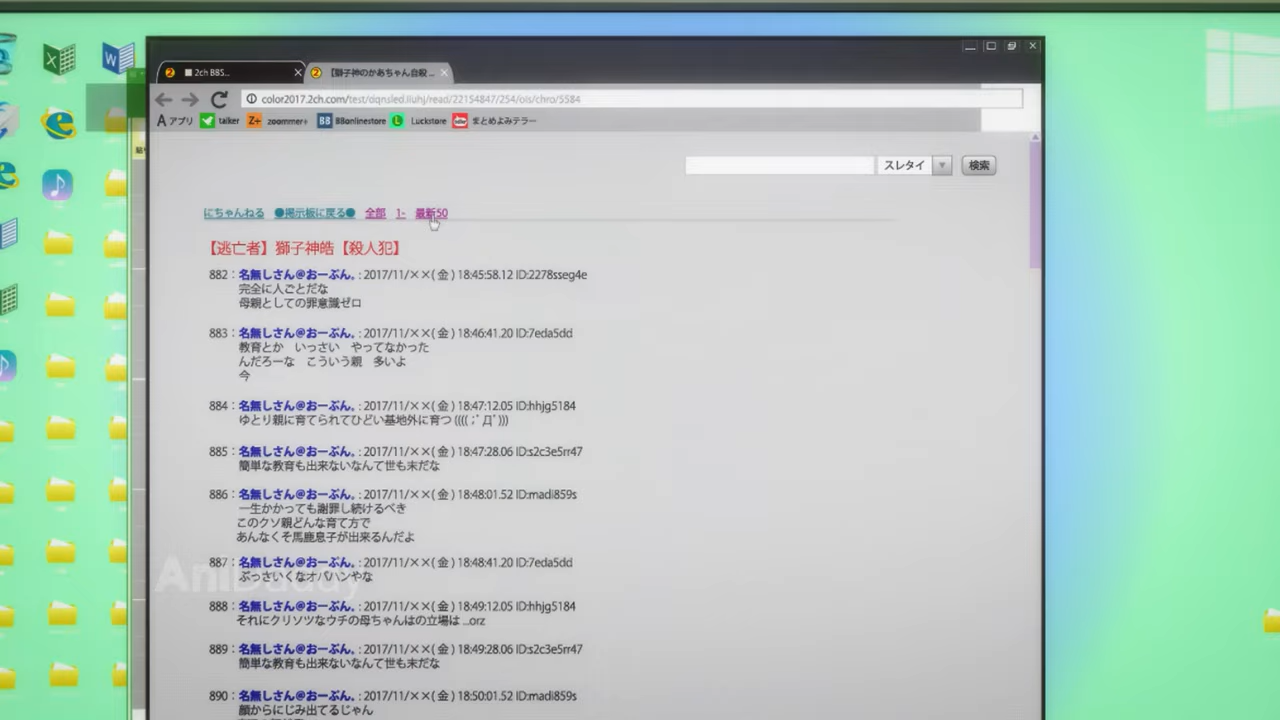 2ch BBS...
【獅子神のかあちゃん自殺 ...
color2017.2ch.com/test/dqnsled.liuhj/read/22154847/254/ois/chro/5584
アプリ talker zoommer+ BBonlinestore Luckstore まとめよみテラー
スレタイ 検索
にちゃんねる ●掲示板に戻る● 全部 1- 最新50
【逃亡者】獅子神皓【殺人犯】
882：名無しさん@おーぷん。: 2017/11/××( 金 ) 18:45:58.12 ID:2278sseg4e
完全に人ごとだな
母親としての罪意識ゼロ
883：名無しさん@おーぷん。: 2017/11/××( 金 ) 18:46:41.20 ID:7eda5dd
教育とか　いっさい　やってなかった
んだろーな　こういう親　多いよ
今
884：名無しさん@おーぷん。: 2017/11/××( 金 ) 18:47:12.05 ID:hhjg5184
ゆとり親に育てられてひどい基地外に育つ ((((；ﾟДﾟ)))
885：名無しさん@おーぷん。: 2017/11/××( 金 ) 18:47:28.06 ID:s2c3e5rr47
簡単な教育も出来ないなんて世も末だな
886：名無しさん@おーぷん。: 2017/11/××( 金 ) 18:48:01.52 ID:madi859s
一生かかっても謝罪し続けるべき
このクソ親どんな育て方で
あんなくそ馬鹿息子が出来るんだよ
887：名無しさん@おーぷん。: 2017/11/××( 金 ) 18:48:41.20 ID:7eda5dd
ぶっさいくなオバハンやな
AniDaddy
888：名無しさん@おーぷん。: 2017/11/××( 金 ) 18:49:12.05 ID:hhjg5184
それにクリソツなウチの母ちゃんはの立場は ...orz
889：名無しさん@おーぷん。: 2017/11/××( 金 ) 18:49:28.06 ID:s2c3e5rr47
簡単な教育も出来ないなんて世も末だな
890：名無しさん@おーぷん。: 2017/11/××( 金 ) 18:50:01.52 ID:madi859s
顔からにじみ出てるじゃん